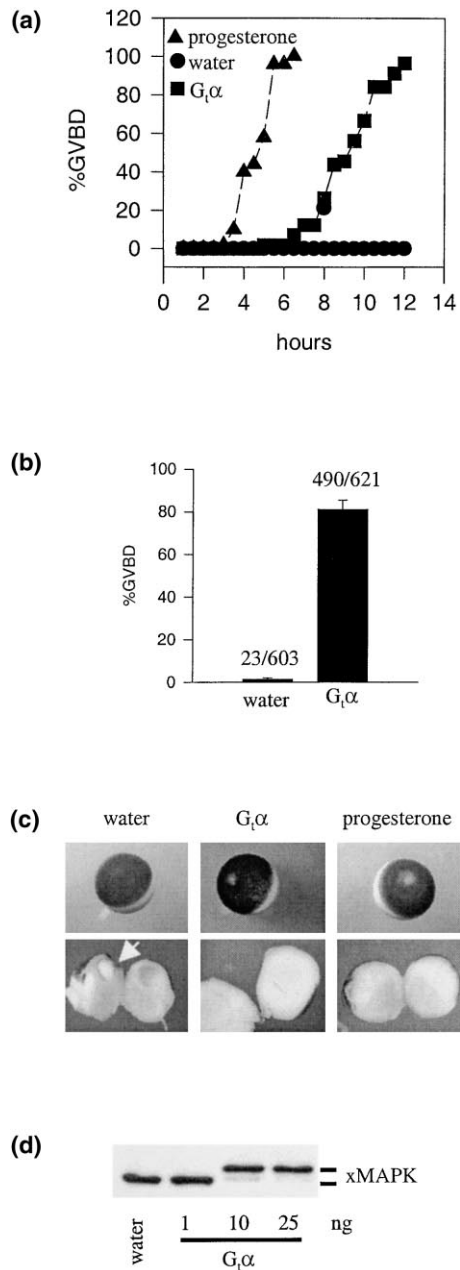 (a)
120
100
80
60
40
20
0
%GVBD
progesterone
water
Gₜα
0 2 4 6 8 10 12 14
hours
(b)
100
80
60
40
20
0
%GVBD
23/603
490/621
water
Gₜα
(c)
water Gₜα progesterone
(d)
xMAPK
water
1 10 25 ng
Gₜα